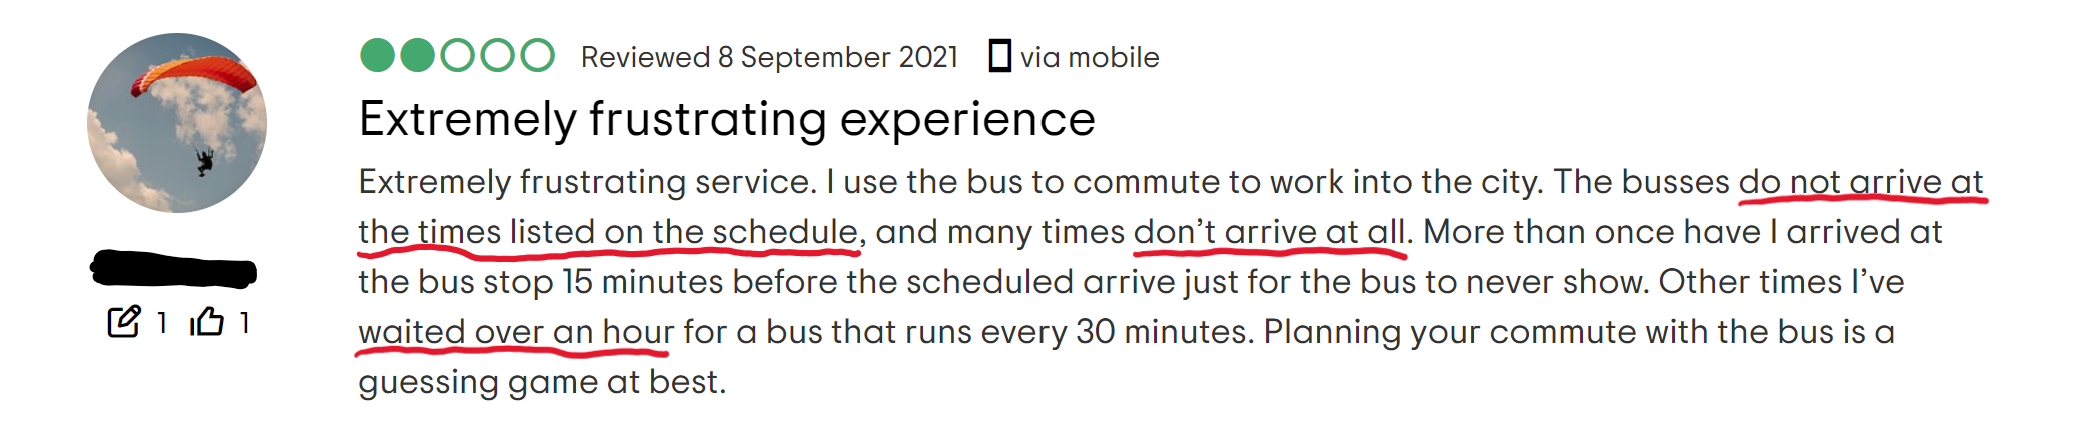 Reviewed 8 September 2021 via mobile
Extremely frustrating experience
Extremely frustrating service. I use the bus to commute to work into the city. The busses do not arrive at
the times listed on the schedule, and many times don’t arrive at all. More than once have I arrived at
the bus stop 15 minutes before the scheduled arrive just for the bus to never show. Other times I’ve
waited over an hour for a bus that runs every 30 minutes. Planning your commute with the bus is a
guessing game at best.
1 1